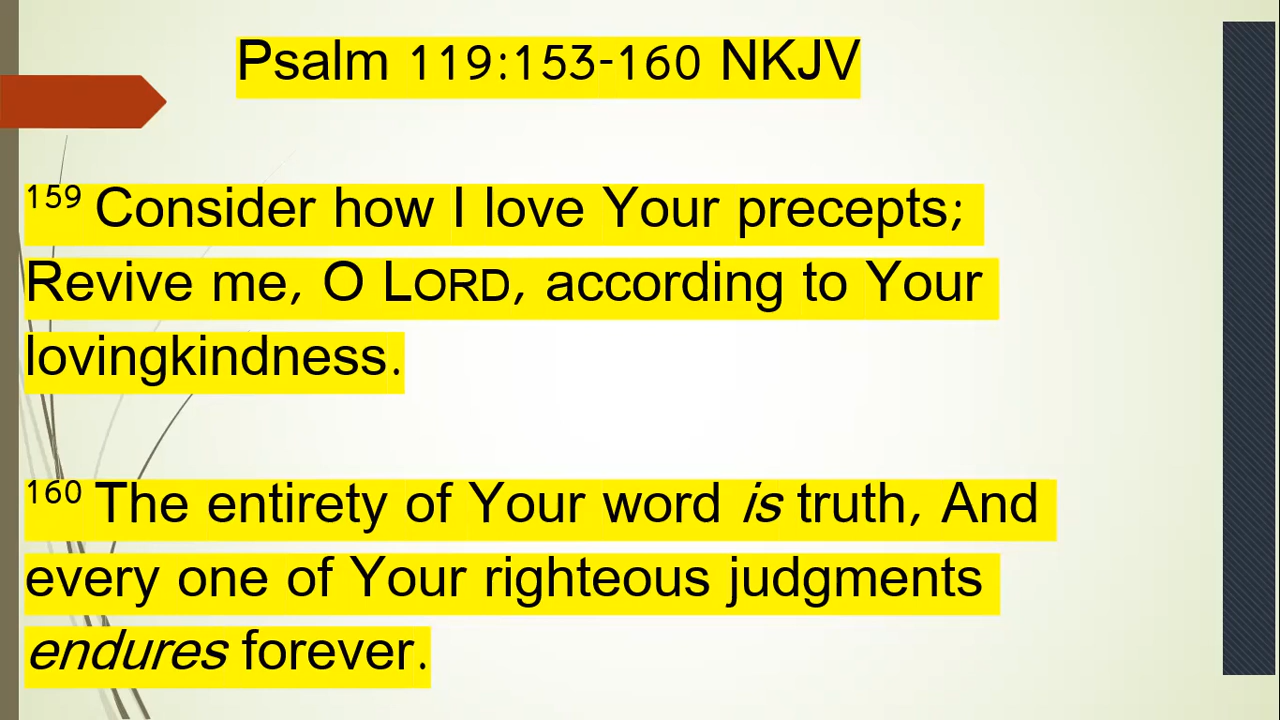 Psalm 119:153-160 NKJV
159 Consider how I love Your precepts;
Revive me, O LORD, according to Your
lovingkindness.
160 The entirety of Your word is truth, And
every one of Your righteous judgments
endures forever.